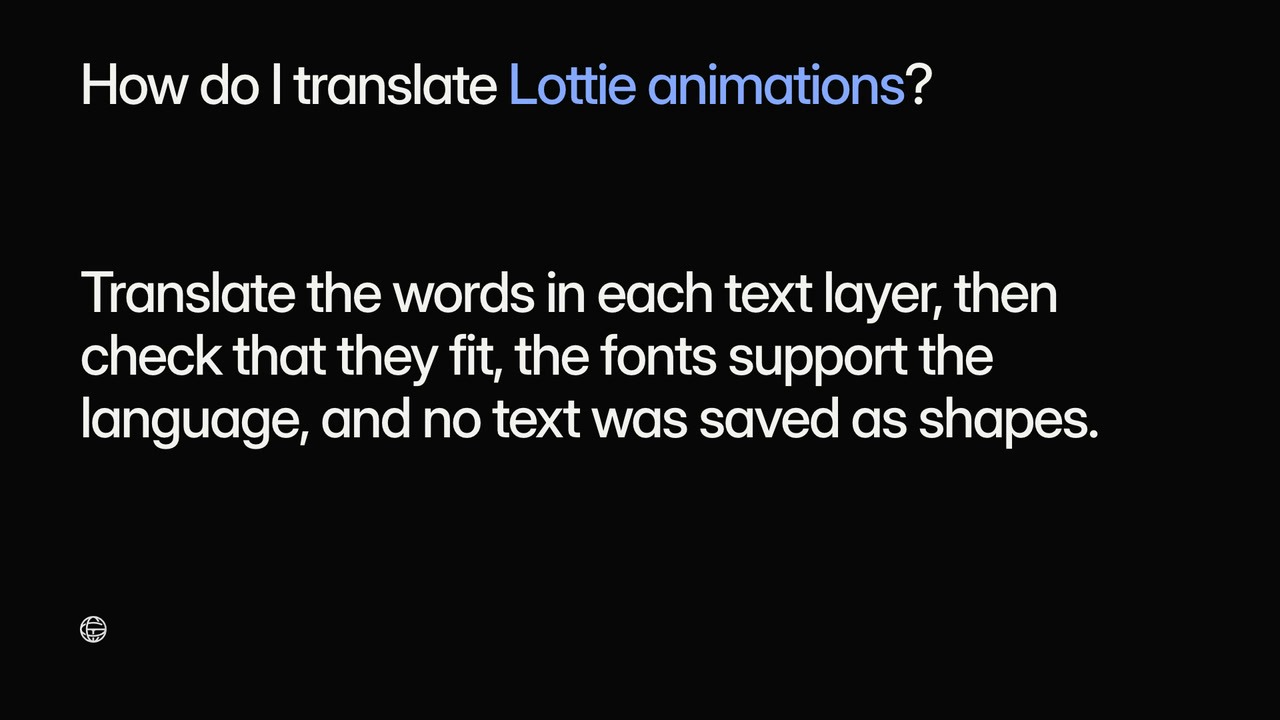 How do I translate Lottie animations?
Translate the words in each text layer, then
check that they fit, the fonts support the
language, and no text was saved as shapes.